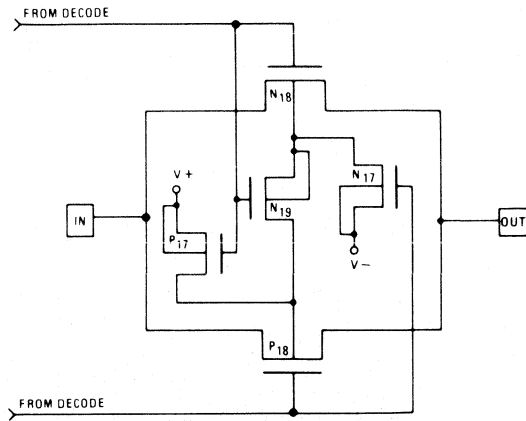 FROM DECODE
N18
V+
N17
IN
N19
P17
OUT
V-
P18
FROM DECODE